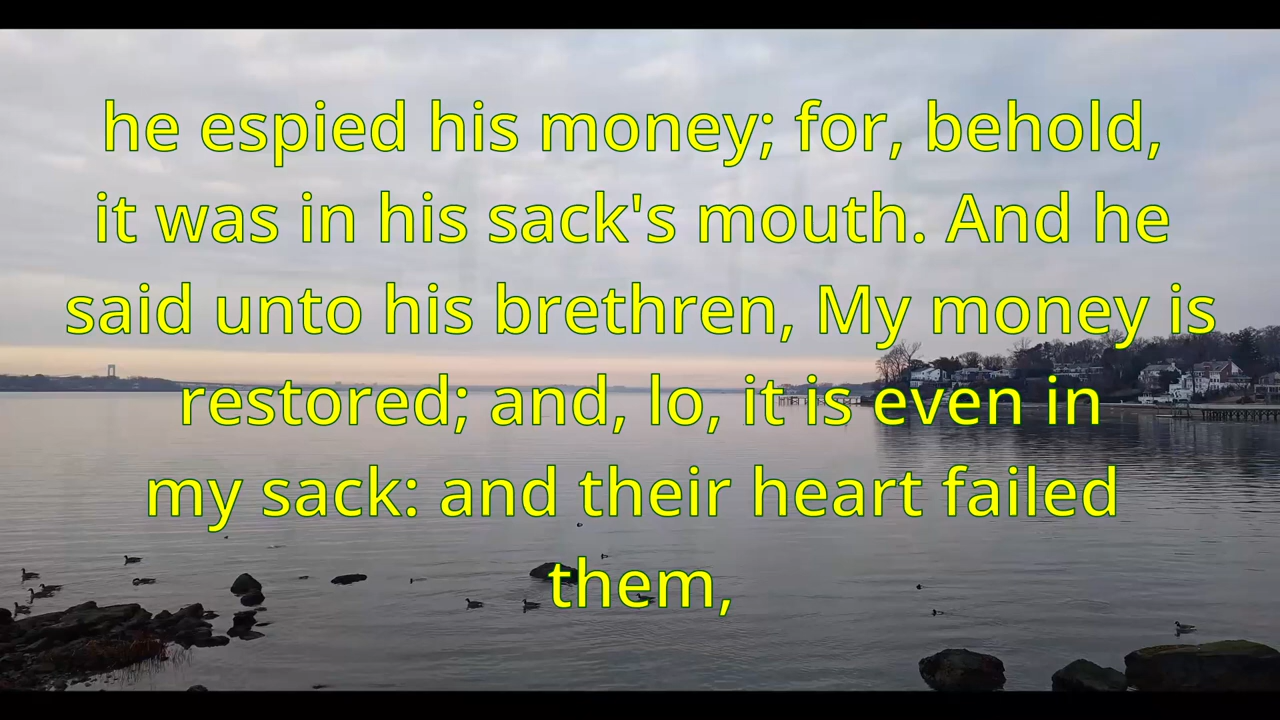 he espied his money; for, behold,
it was in his sack's mouth. And he
said unto his brethren, My money is
restored; and, lo, it is even in
my sack: and their heart failed
them,